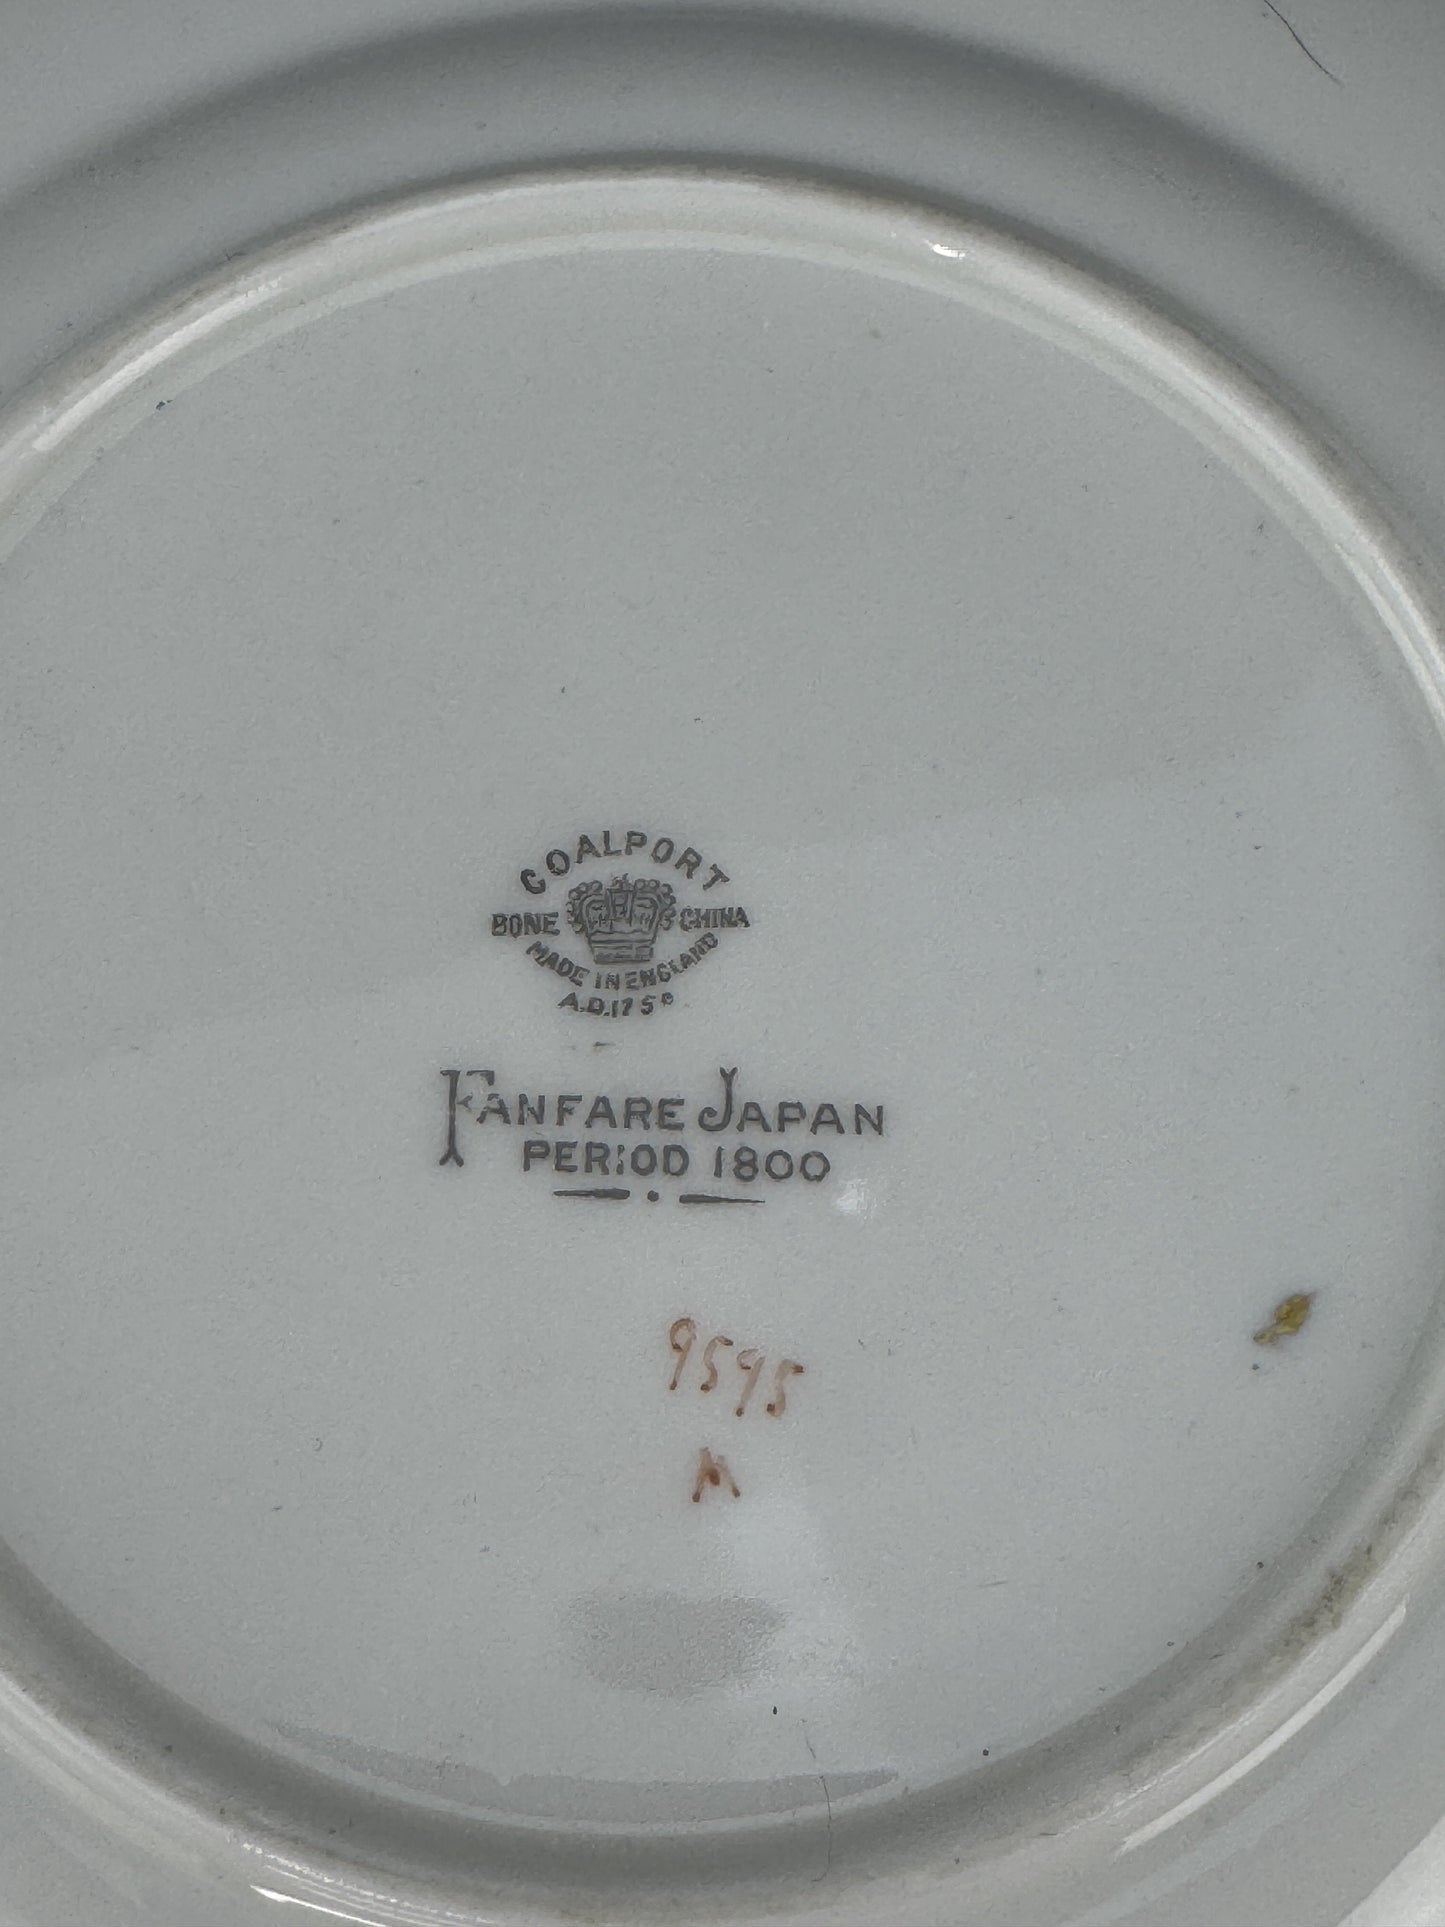 COALPORT
BONE CHINA
MADE IN ENGLAND
A.D.1750
FANFARE JAPAN
PERIOD 1800
9595
M